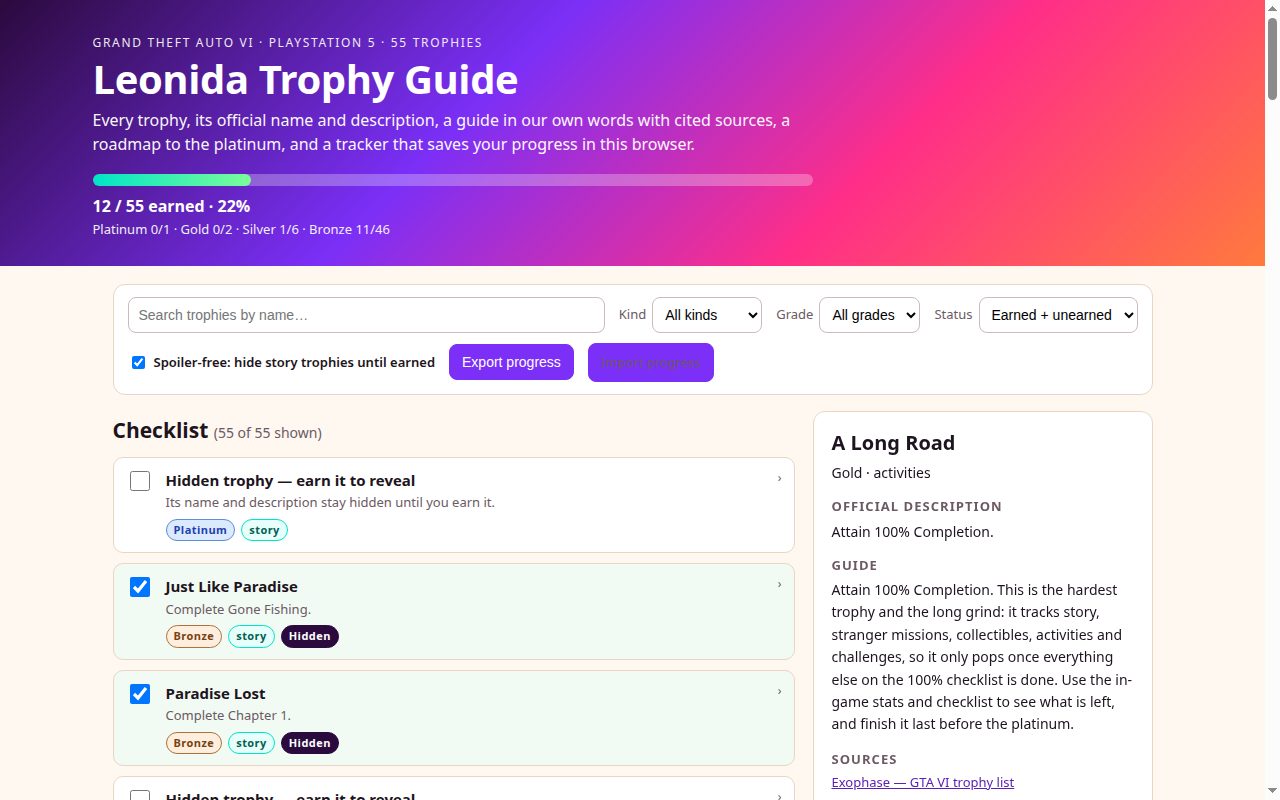 GRAND THEFT AUTO VI · PLAYSTATION 5 · 55 TROPHIES
Leonida Trophy Guide
Every trophy, its official name and description, a guide in our own words with cited sources, a
roadmap to the platinum, and a tracker that saves your progress in this browser.
12 / 55 earned · 22%
Platinum 0/1 · Gold 0/2 · Silver 1/6 · Bronze 11/46
Search trophies by name…
Kind
All kinds
Grade
All grades
Status
Earned + unearned
Spoiler-free: hide story trophies until earned
Export progress
Import progress
Checklist (55 of 55 shown)
Hidden trophy — earn it to reveal
Its name and description stay hidden until you earn it.
Platinum
story
Just Like Paradise
Complete Gone Fishing.
Bronze
story
Hidden
Paradise Lost
Complete Chapter 1.
Bronze
story
Hidden
Hidden trophy — earn it to reveal
A Long Road
Gold · activities
OFFICIAL DESCRIPTION
Attain 100% Completion.
GUIDE
Attain 100% Completion. This is the hardest
trophy and the long grind: it tracks story,
stranger missions, collectibles, activities and
challenges, so it only pops once everything
else on the 100% checklist is done. Use the in-
game stats and checklist to see what is left,
and finish it last before the platinum.
SOURCES
Exophase — GTA VI trophy list